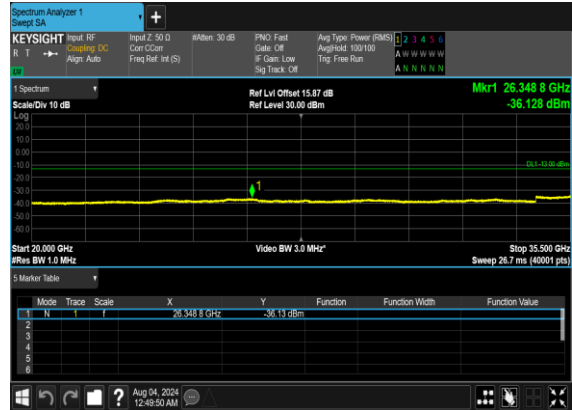 Spectrum Analyzer 1
Swept SA
+
KEYSIGHT Input: RF Input Z: 50 Ω #Atten: 30 dB PNO: Fast Avg Type: Power (RMS) 1 2 3 4 5 6
R T Coupling: DC Corr CCorr Gate: Off Avg|Hold: 100/100 A W W W W W
Align: Auto Freq Ref: Int (S) IF Gain: Low Trig: Free Run
Sig Track: Off A N N N N N
1 Spectrum Ref Lvl Offset 15.87 dB Mkr1 26.348 8 GHz
Scale/Div 10 dB Ref Level 30.00 dBm -36.128 dBm
Log
20.0
10.0
0.00
-10.0 DL1 -13.00 dBm
-20.0
-30.0 1
-40.0
-50.0
-60.0
Start 20.000 GHz Video BW 3.0 MHz* Stop 35.500 GHz
#Res BW 1.0 MHz Sweep 26.7 ms (40001 pts)
5 Marker Table
Mode Trace Scale X Y Function Function Width Function Value
1 N 1 f 26.348 8 GHz -36.13 dBm
2
3
4
5
6
? Aug 04, 2024
12:49:50 AM